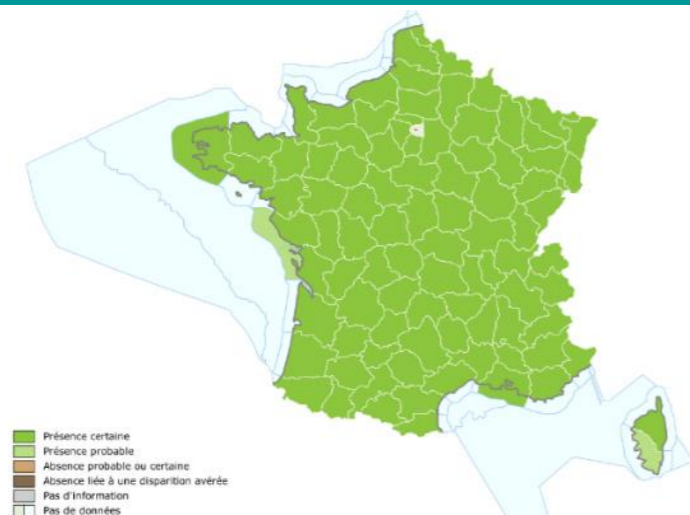 Présence certaine
Présence probable
Absence probable ou certaine
Absence liée à une disparition avérée
Pas d'information
Pas de données